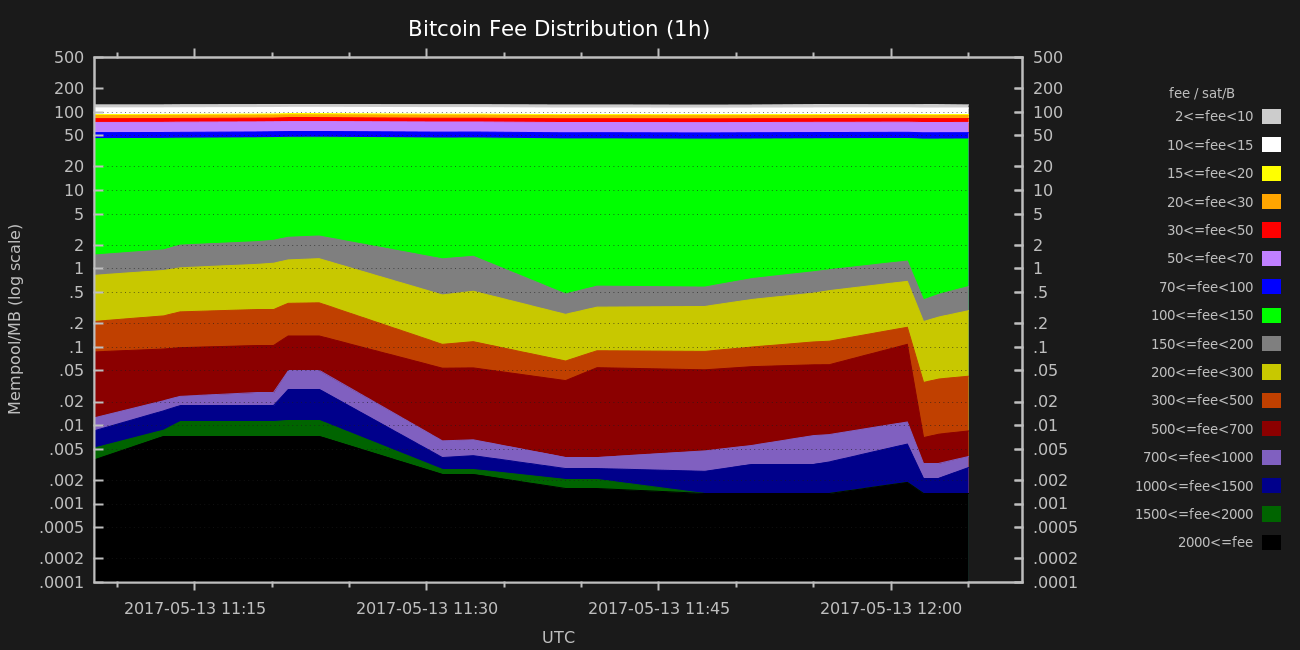 Bitcoin Fee Distribution (1h)
500 500
200 200
100 100
50 50
20 20
10 10
5 5
2 2
1 1
.5 .5
.2 .2
.1 .1
.05 .05
.02 .02
.01 .01
.005 .005
.002 .002
.001 .001
.0005 .0005
.0002 .0002
.0001 .0001
Mempool/MB (log scale)
2017-05-13 11:15 2017-05-13 11:30 2017-05-13 11:45 2017-05-13 12:00
UTC
fee / sat/B
2<=fee<10
10<=fee<15
15<=fee<20
20<=fee<30
30<=fee<50
50<=fee<70
70<=fee<100
100<=fee<150
150<=fee<200
200<=fee<300
300<=fee<500
500<=fee<700
700<=fee<1000
1000<=fee<1500
1500<=fee<2000
2000<=fee